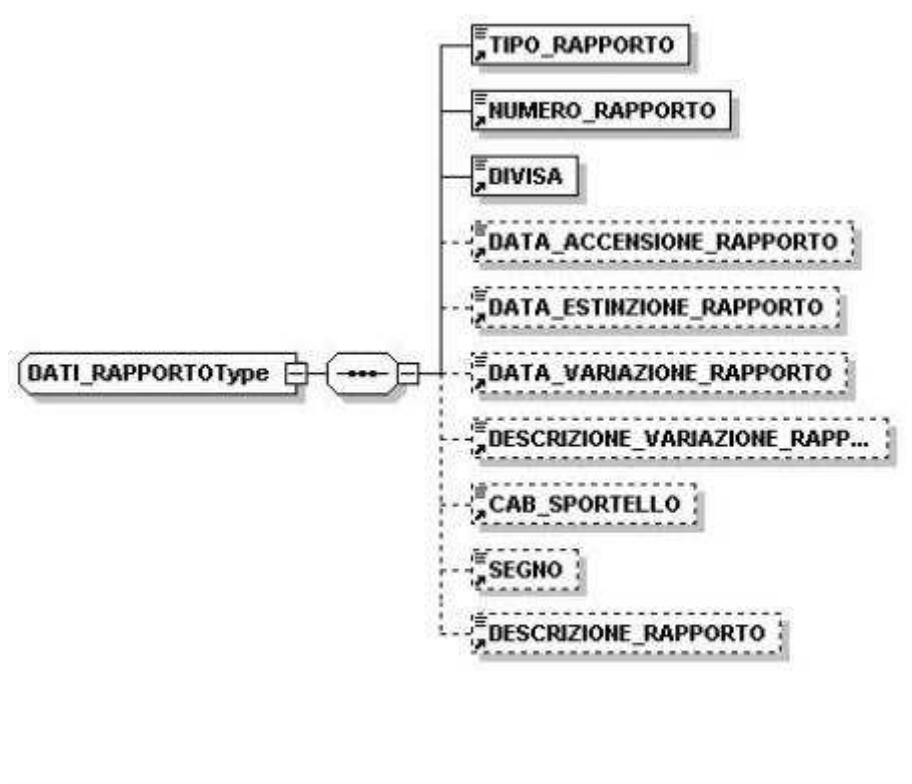 TIPO_RAPPORTO
NUMERO_RAPPORTO
DIVISA
DATA_ACCENSIONE_RAPPORTO
DATA_ESTINZIONE_RAPPORTO
DATI_RAPPORTOType
DATA_VARIAZIONE_RAPPORTO
DESCRIZIONE_VARIAZIONE_RAPP...
CAB_SPORTELLO
SEGNO
DESCRIZIONE_RAPPORTO